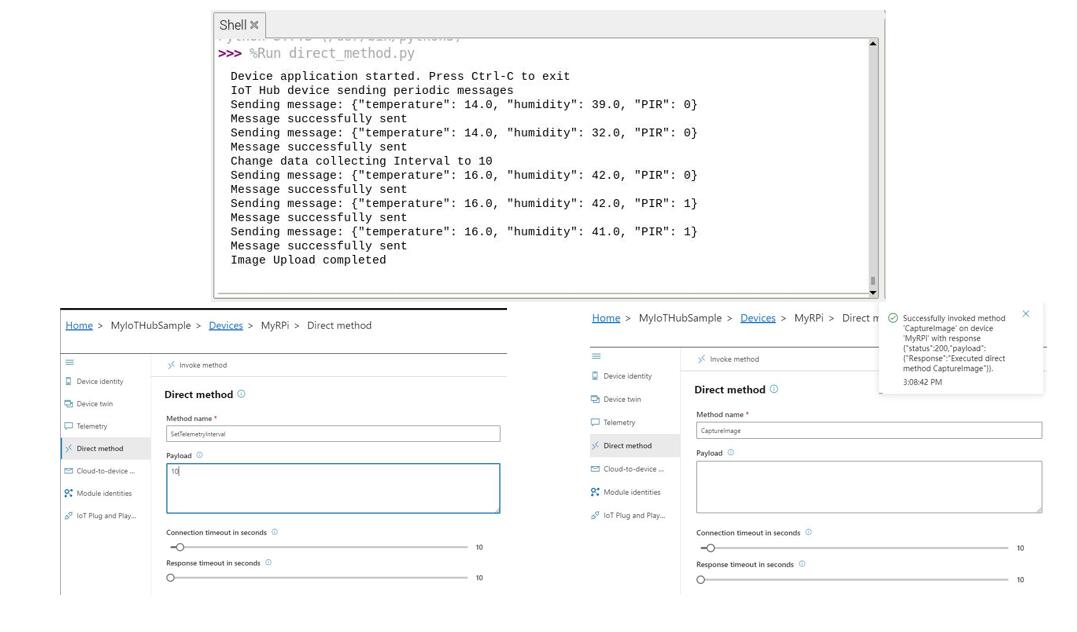 Shell
>>> %Run direct_method.py
Device application started. Press Ctrl-C to exit
IoT Hub device sending periodic messages
Sending message: {"temperature": 14.0, "humidity": 39.0, "PIR": 0}
Message successfully sent
Sending message: {"temperature": 14.0, "humidity": 32.0, "PIR": 0}
Message successfully sent
Change data collecting Interval to 10
Sending message: {"temperature": 16.0, "humidity": 42.0, "PIR": 0}
Message successfully sent
Sending message: {"temperature": 16.0, "humidity": 42.0, "PIR": 1}
Message successfully sent
Sending message: {"temperature": 16.0, "humidity": 41.0, "PIR": 1}
Message successfully sent
Image Upload completed
Home > MyIoTHubSample > Devices > MyRPi > Direct method
Invoke method
Device identity
Device twin
Telemetry
Direct method
Cloud-to-device ...
Module identities
IoT Plug and Play...
Direct method
Method name *
SetTelemetryInterval
Payload
10
Connection timeout in seconds
10
Response timeout in seconds
10
Home > MyIoTHubSample > Devices > MyRPi > Direct m
Successfully invoked method
'CaptureImage' on device
'MyRPi' with response
{"status":200,"payload":
{"Response":"Executed direct
method CaptureImage"}}.
3:08:42 PM
Invoke method
Device identity
Device twin
Telemetry
Direct method
Cloud-to-device ...
Module identities
IoT Plug and Play...
Direct method
Method name *
CaptureImage
Payload
Connection timeout in seconds
10
Response timeout in seconds
10